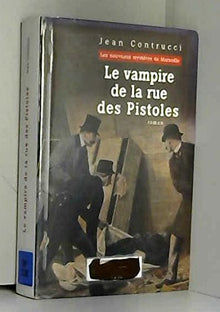 Jean Contrucci
Les nouveaux mystères de Marseille
Le vampire
de la rue
des Pistoles
roman
Le vampire de la rue des Pistoles